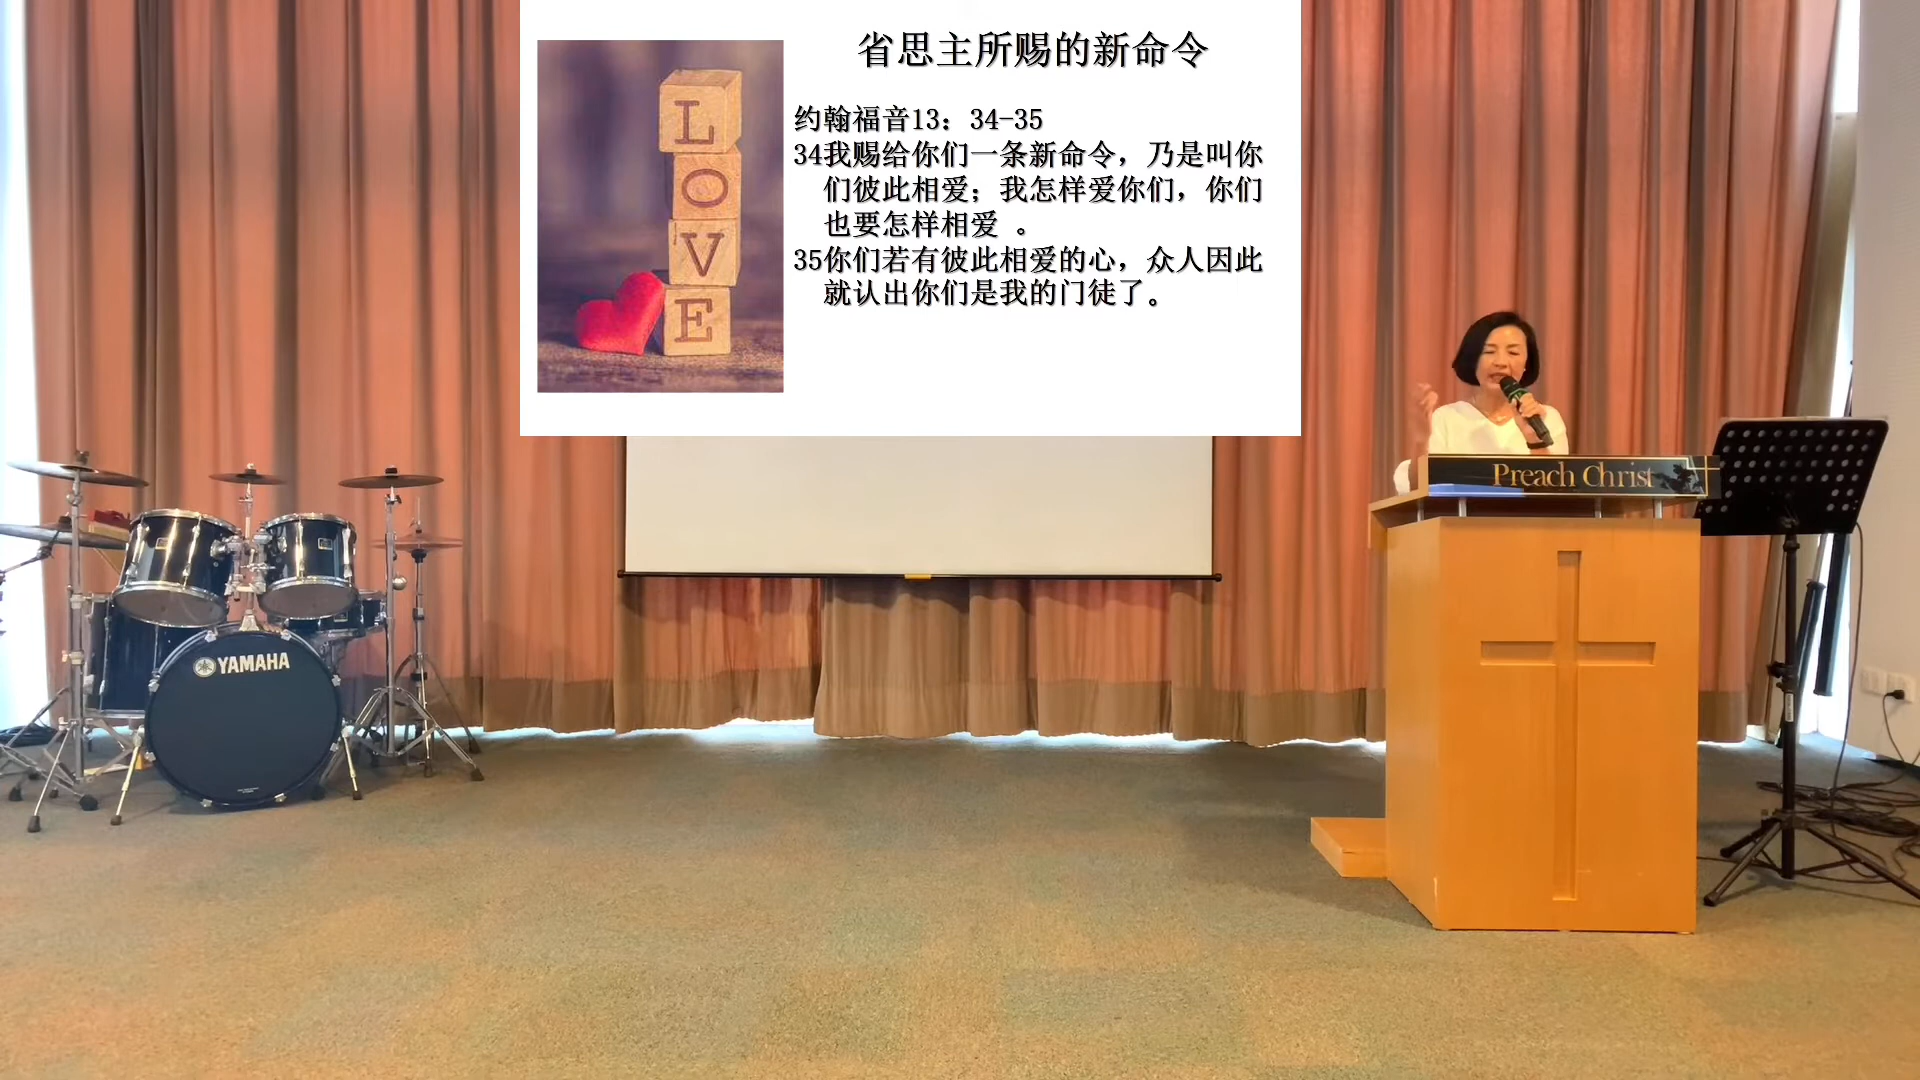 省思主所赐的新命令
约翰福音13：34-35
34我赐给你们一条新命令，乃是叫你
们彼此相爱；我怎样爱你们，你们
也要怎样相爱 。
35你们若有彼此相爱的心，众人因此
就认出你们是我的门徒了。
L
O
V
E
Preach Christ
YAMAHA